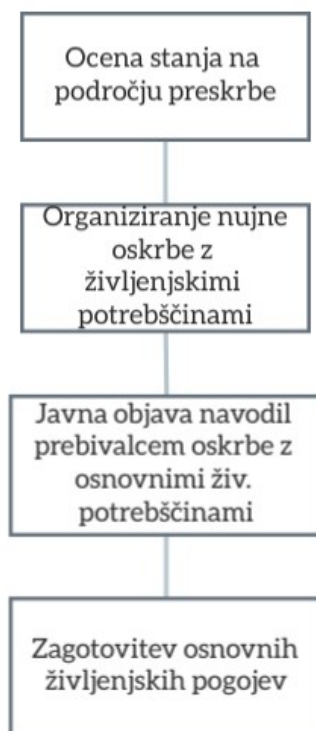 Ocena stanja na
področju preskrbe
Organiziranje nujne
oskrbe z
življenjskimi
potrebščinami
Javna objava navodil
prebivalcem oskrbe z
osnovnimi živ.
potrebščinami
Zagotovitev osnovnih
življenjskih pogojev